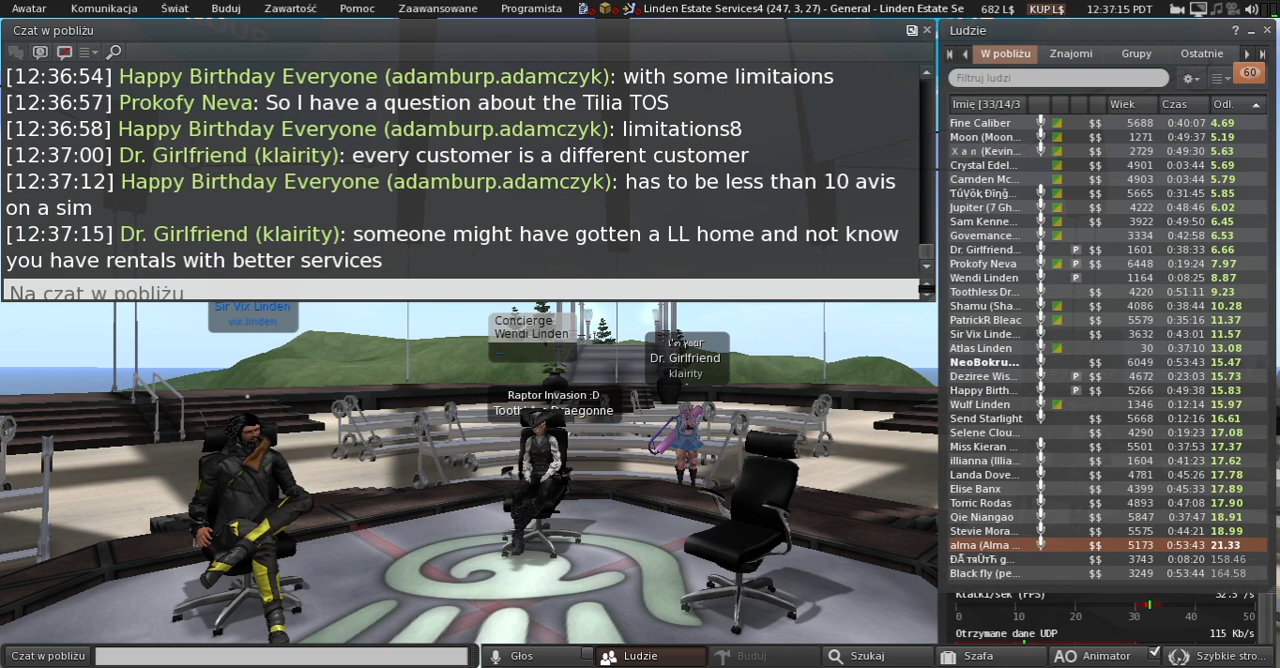 Awatar Komunikacja Świat Buduj Zawartość Pomoc Zaawansowane Programista Linden Estate Services4 (247, 3, 27) - General - Linden Estate Se 682 L$ KUP L$ 12:37:15 PDT
Czat w pobliżu
[12:36:54] Happy Birthday Everyone (adamburp.adamczyk): with some limitaions
[12:36:57] Prokofy Neva: So I have a question about the Tilia TOS
[12:36:58] Happy Birthday Everyone (adamburp.adamczyk): limitations8
[12:37:00] Dr. Girlfriend (klairity): every customer is a different customer
[12:37:12] Happy Birthday Everyone (adamburp.adamczyk): has to be less than 10 avis
on a sim
[12:37:15] Dr. Girlfriend (klairity): someone might have gotten a LL home and not know
you have rentals with better services
Na czat w pobliżu
Sir Vix Linden
vix.linden
Concierge
Wendi Linden
...
I'm your
Dr. Girlfriend
klairity
Raptor Invasion :D
Ludzie
W pobliżu Znajomi Grupy Ostatnie
Filtruj ludzi
60
Imię [33/14/3 Wiek Czas Odl.
Fine Caliber $$ 5688 0:40:07 4.69
Moon (Moon... $$ 1271 0:49:37 5.19
X a n (Kevin... $$ 2729 0:49:30 5.63
Crystal Edel... $$ 4901 0:03:44 5.69
Camden Mc... $$ 4903 0:03:44 5.79
$$ 5665 0:31:45 5.85
Jupiter (7 Gh... $$ 4222 0:48:46 6.02
Sam Kenne... $$ 3922 0:49:50 6.45
Governance... 3334 0:42:58 6.53
Dr. Girlfriend... P $$ 1601 0:38:33 6.66
Prokofy Neva P $$ 6448 0:19:24 7.97
Wendi Linden P 1164 0:08:25 8.87
Toothless Dr... $$ 4220 0:51:11 9.23
Shamu (Sha... $$ 4086 0:38:44 10.28
PatrickR Bleac $$ 5579 0:35:16 11.37
Sir Vix Linde... $$ 3632 0:43:01 11.57
Atlas Linden 30 0:37:10 13.08
NeoBokru... $$ 6049 0:53:43 15.47
Deziree Wis... P $$ 4672 0:23:03 15.73
Happy Birth... P $$ 5266 0:49:38 15.83
Wulf Linden 1346 0:12:14 15.97
Send Starlight $$ 5668 0:12:16 16.61
Selene Clou... $$ 4290 0:19:23 17.08
Miss Kieran ... $$ 5501 0:37:53 17.37
illianna (Illia... $$ 1604 0:41:23 17.62
Landa Dove... $$ 4781 0:45:26 17.78
Elise Banx $$ 4399 0:45:33 17.89
Torric Rodas $$ 4893 0:47:08 17.90
Qie Niangao $$ 5847 0:37:47 18.91
Stevie Mora... $$ 5575 0:44:21 18.99
alma (Alma ... $$ 5173 0:53:43 21.33
$$ 3743 0:08:20 158.46
Black fly (pe... $$ 3249 0:53:44 164.58
Klatki/sek (FPS) 32.5 /s
0 10 20 30 40 50
Otrzymane dane UDP 115 Kb/s
Czat w pobliżu Głos Ludzie Buduj Szukaj Szafa AO Animator Szybkie stro...